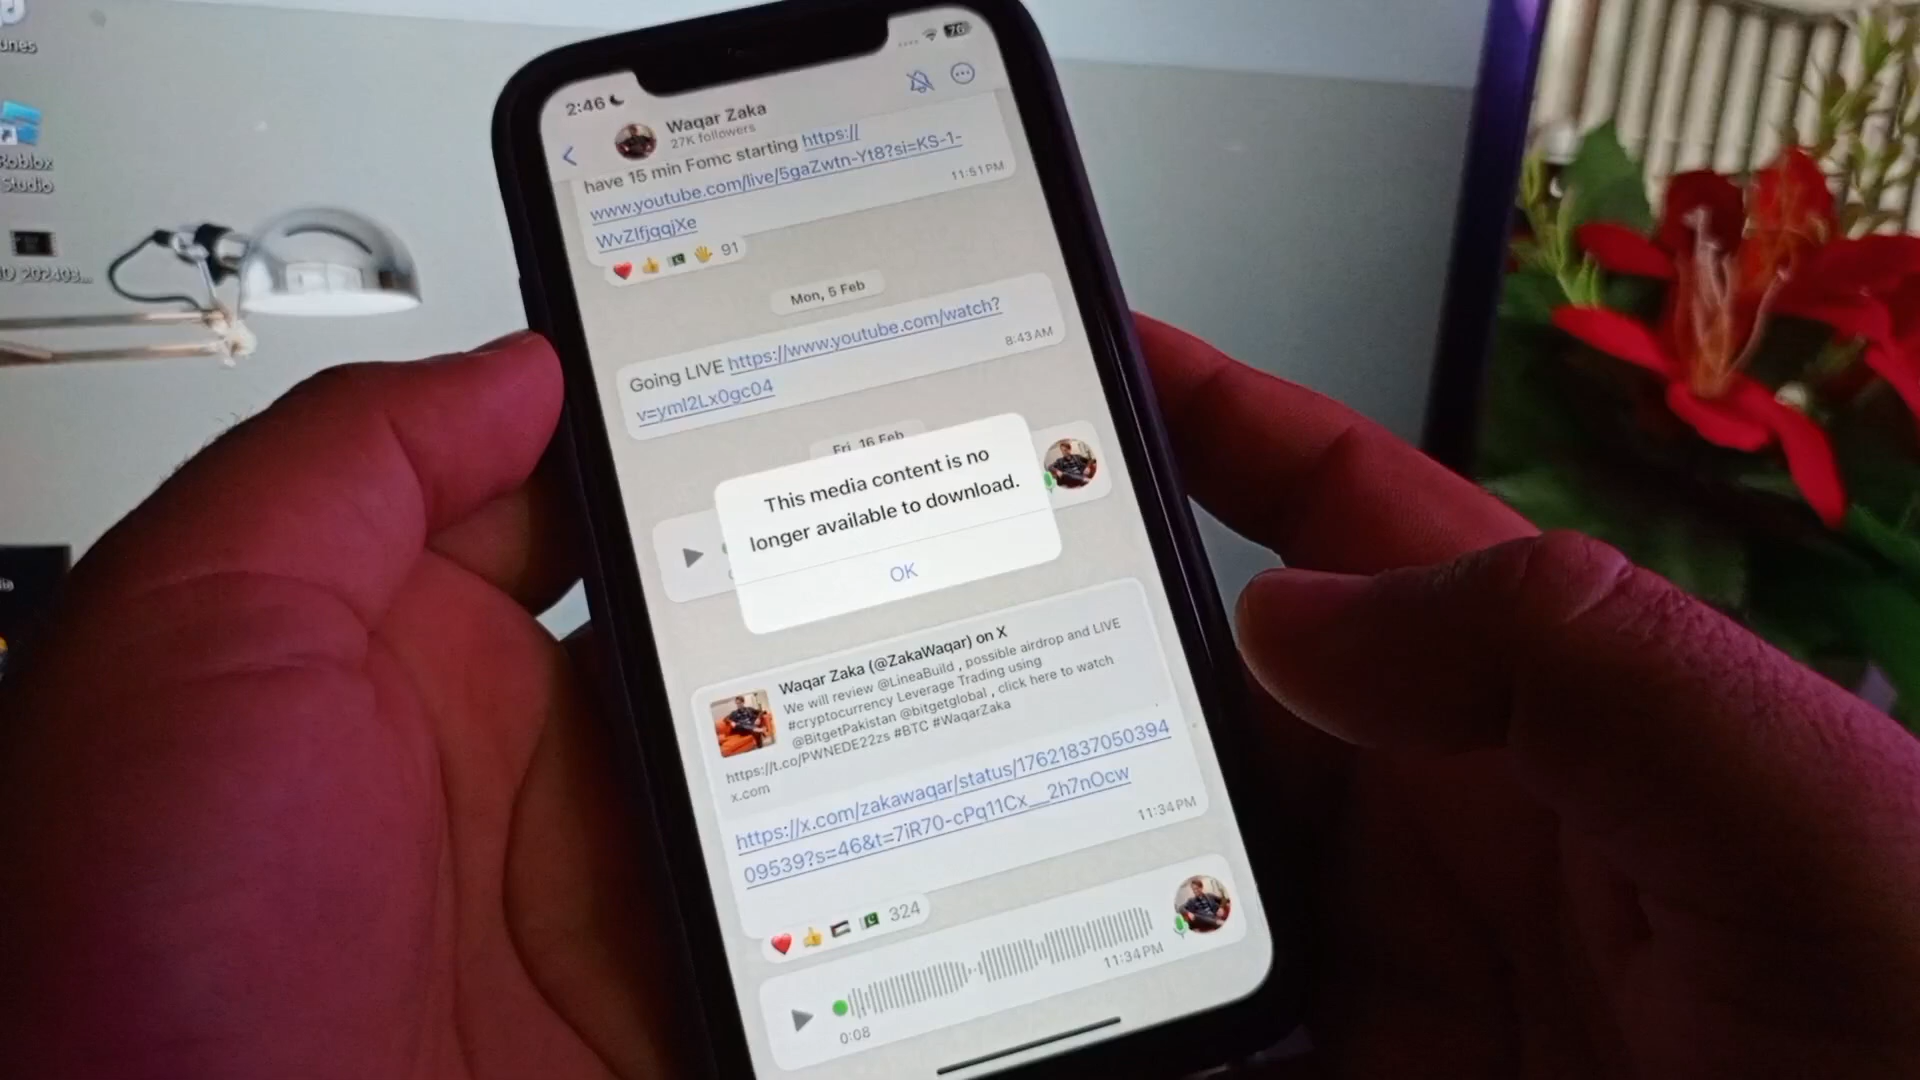 unes
Roblox
Studio
2:46
76
Waqar Zaka
27K followers
have 15 min Fomc starting https://
www.youtube.com/live/5gaZwtn-Yt8?si=KS-1-
WvZlfjqqjXe
11:51 PM
91
Mon, 5 Feb
Going LIVE https://www.youtube.com/watch?
v=yml2Lx0gc04
8:43 AM
Fri, 16 Feb
This media content is no
longer available to download.
OK
Waqar Zaka (@ZakaWaqar) on X
We will review @LineaBuild , possible airdrop and LIVE
#cryptocurrency Leverage Trading using
@BitgetPakistan @bitgetglobal , click here to watch
https://t.co/PWNEDE22zs #BTC #WaqarZaka
x.com
https://x.com/zakawaqar/status/17621837050394
09539?s=46&t=7iR70-cPq11Cx__2h7nOcw
11:34 PM
324
0:08
11:34 PM